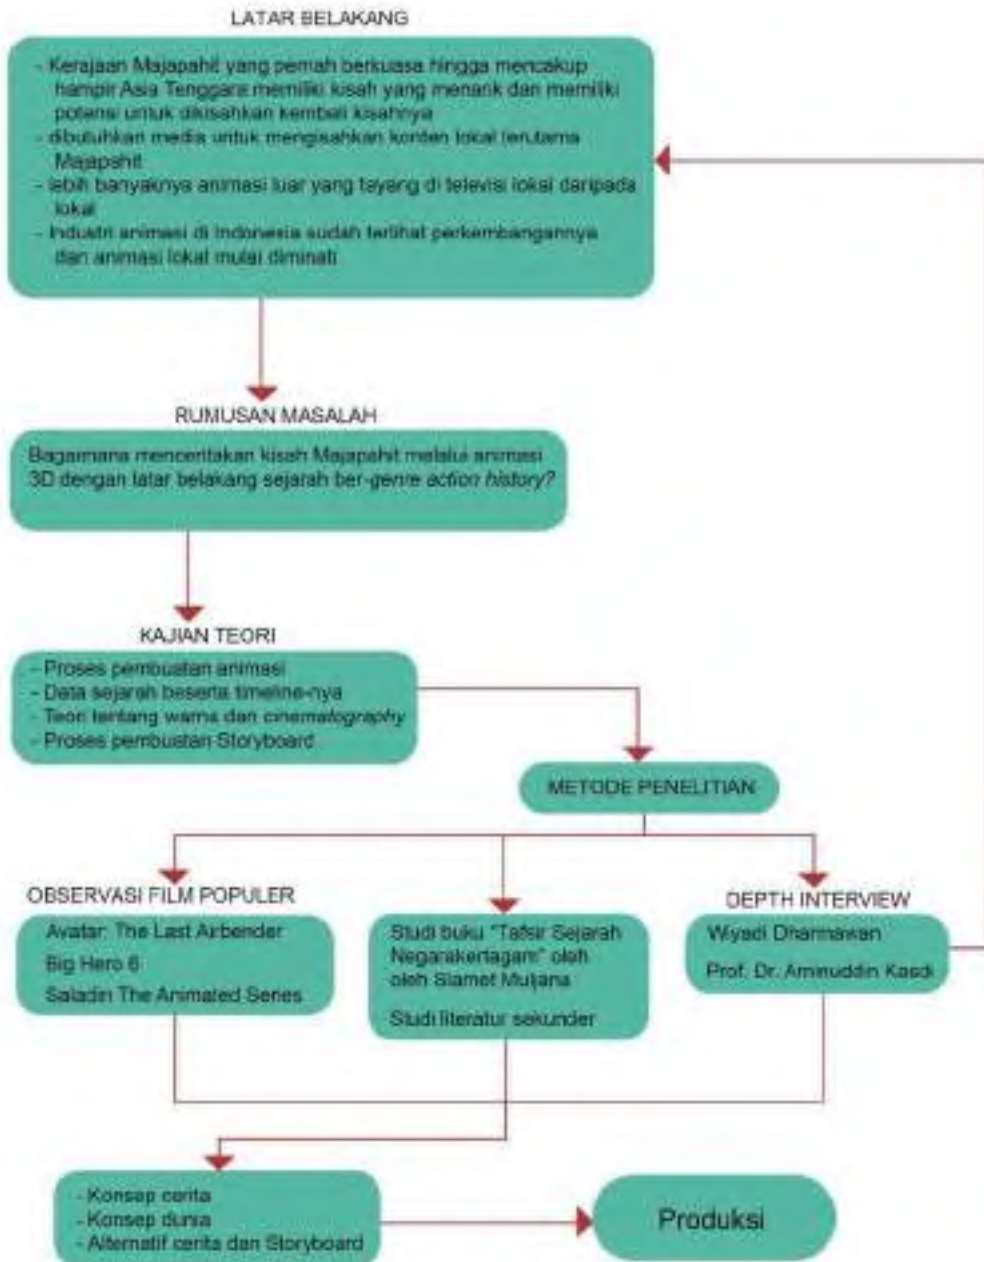 LATAR BELAKANG
- Kerajaan Majapahit yang pernah berkuasa hingga mencakup
hampir Asia Tenggara memiliki kisah yang menarik dan memiliki
potensi untuk dikisahkan kembali kisahnya
- dibutuhkan media untuk mengisahkan konten lokal terutama
Majapahit
- lebih banyaknya animasi luar yang tayang di televisi lokal daripada
lokal
- Industri animasi di Indonesia sudah terlihat perkembangannya
dan animasi lokal mulai diminati
RUMUSAN MASALAH
Bagaimana menceritakan kisah Majapahit melalui animasi
3D dengan latar belakang sejarah ber-genre action history?
KAJIAN TEORI
- Proses pembuatan animasi
- Data sejarah beserta timeline-nya
- Teori tentang warna dan cinematography
- Proses pembuatan Storyboard
METODE PENELITIAN
OBSERVASI FILM POPULER
Avatar: The Last Airbender
Big Hero 6
Saladin The Animated Series
Studi buku "Tafsir Sejarah
Negarakertagam" oleh
oleh Slamet Muljana
Studi literatur sekunder
DEPTH INTERVIEW
Wiyadi Dharmawan
Prof. Dr. Aminuddin Kasdi
- Konsep cerita
- Konsep dunia
- Alternatif cerita dan Storyboard
Produksi